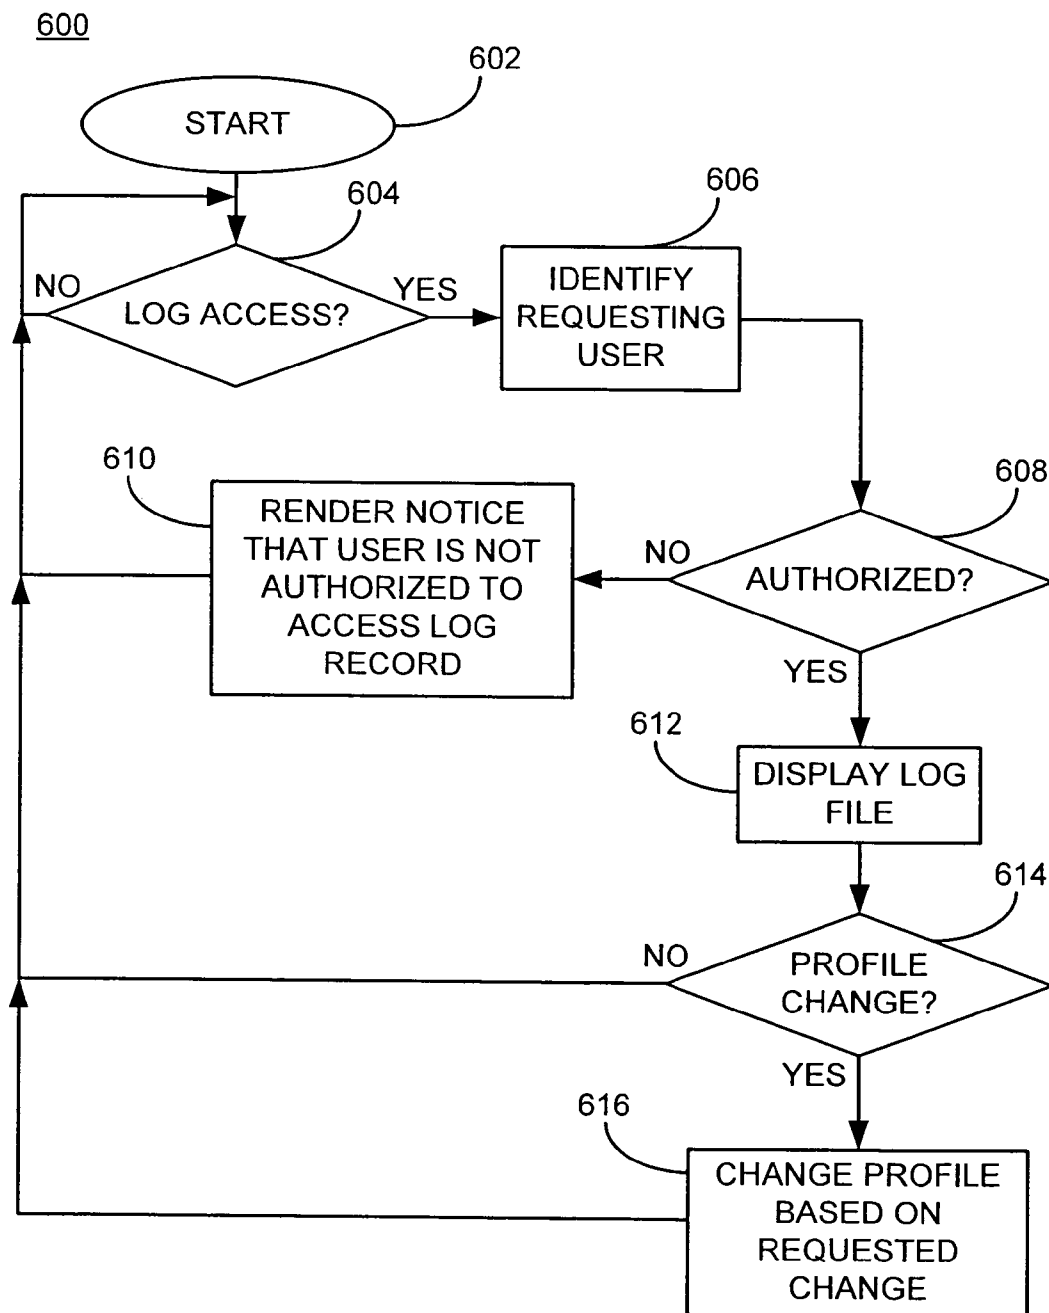 600
602
START
604
606
NO
LOG ACCESS?
YES
IDENTIFY
REQUESTING
USER
610
608
RENDER NOTICE
THAT USER IS NOT
AUTHORIZED TO
ACCESS LOG
RECORD
NO
AUTHORIZED?
YES
612
DISPLAY LOG
FILE
614
NO
PROFILE
CHANGE?
YES
616
CHANGE PROFILE
BASED ON
REQUESTED
CHANGE